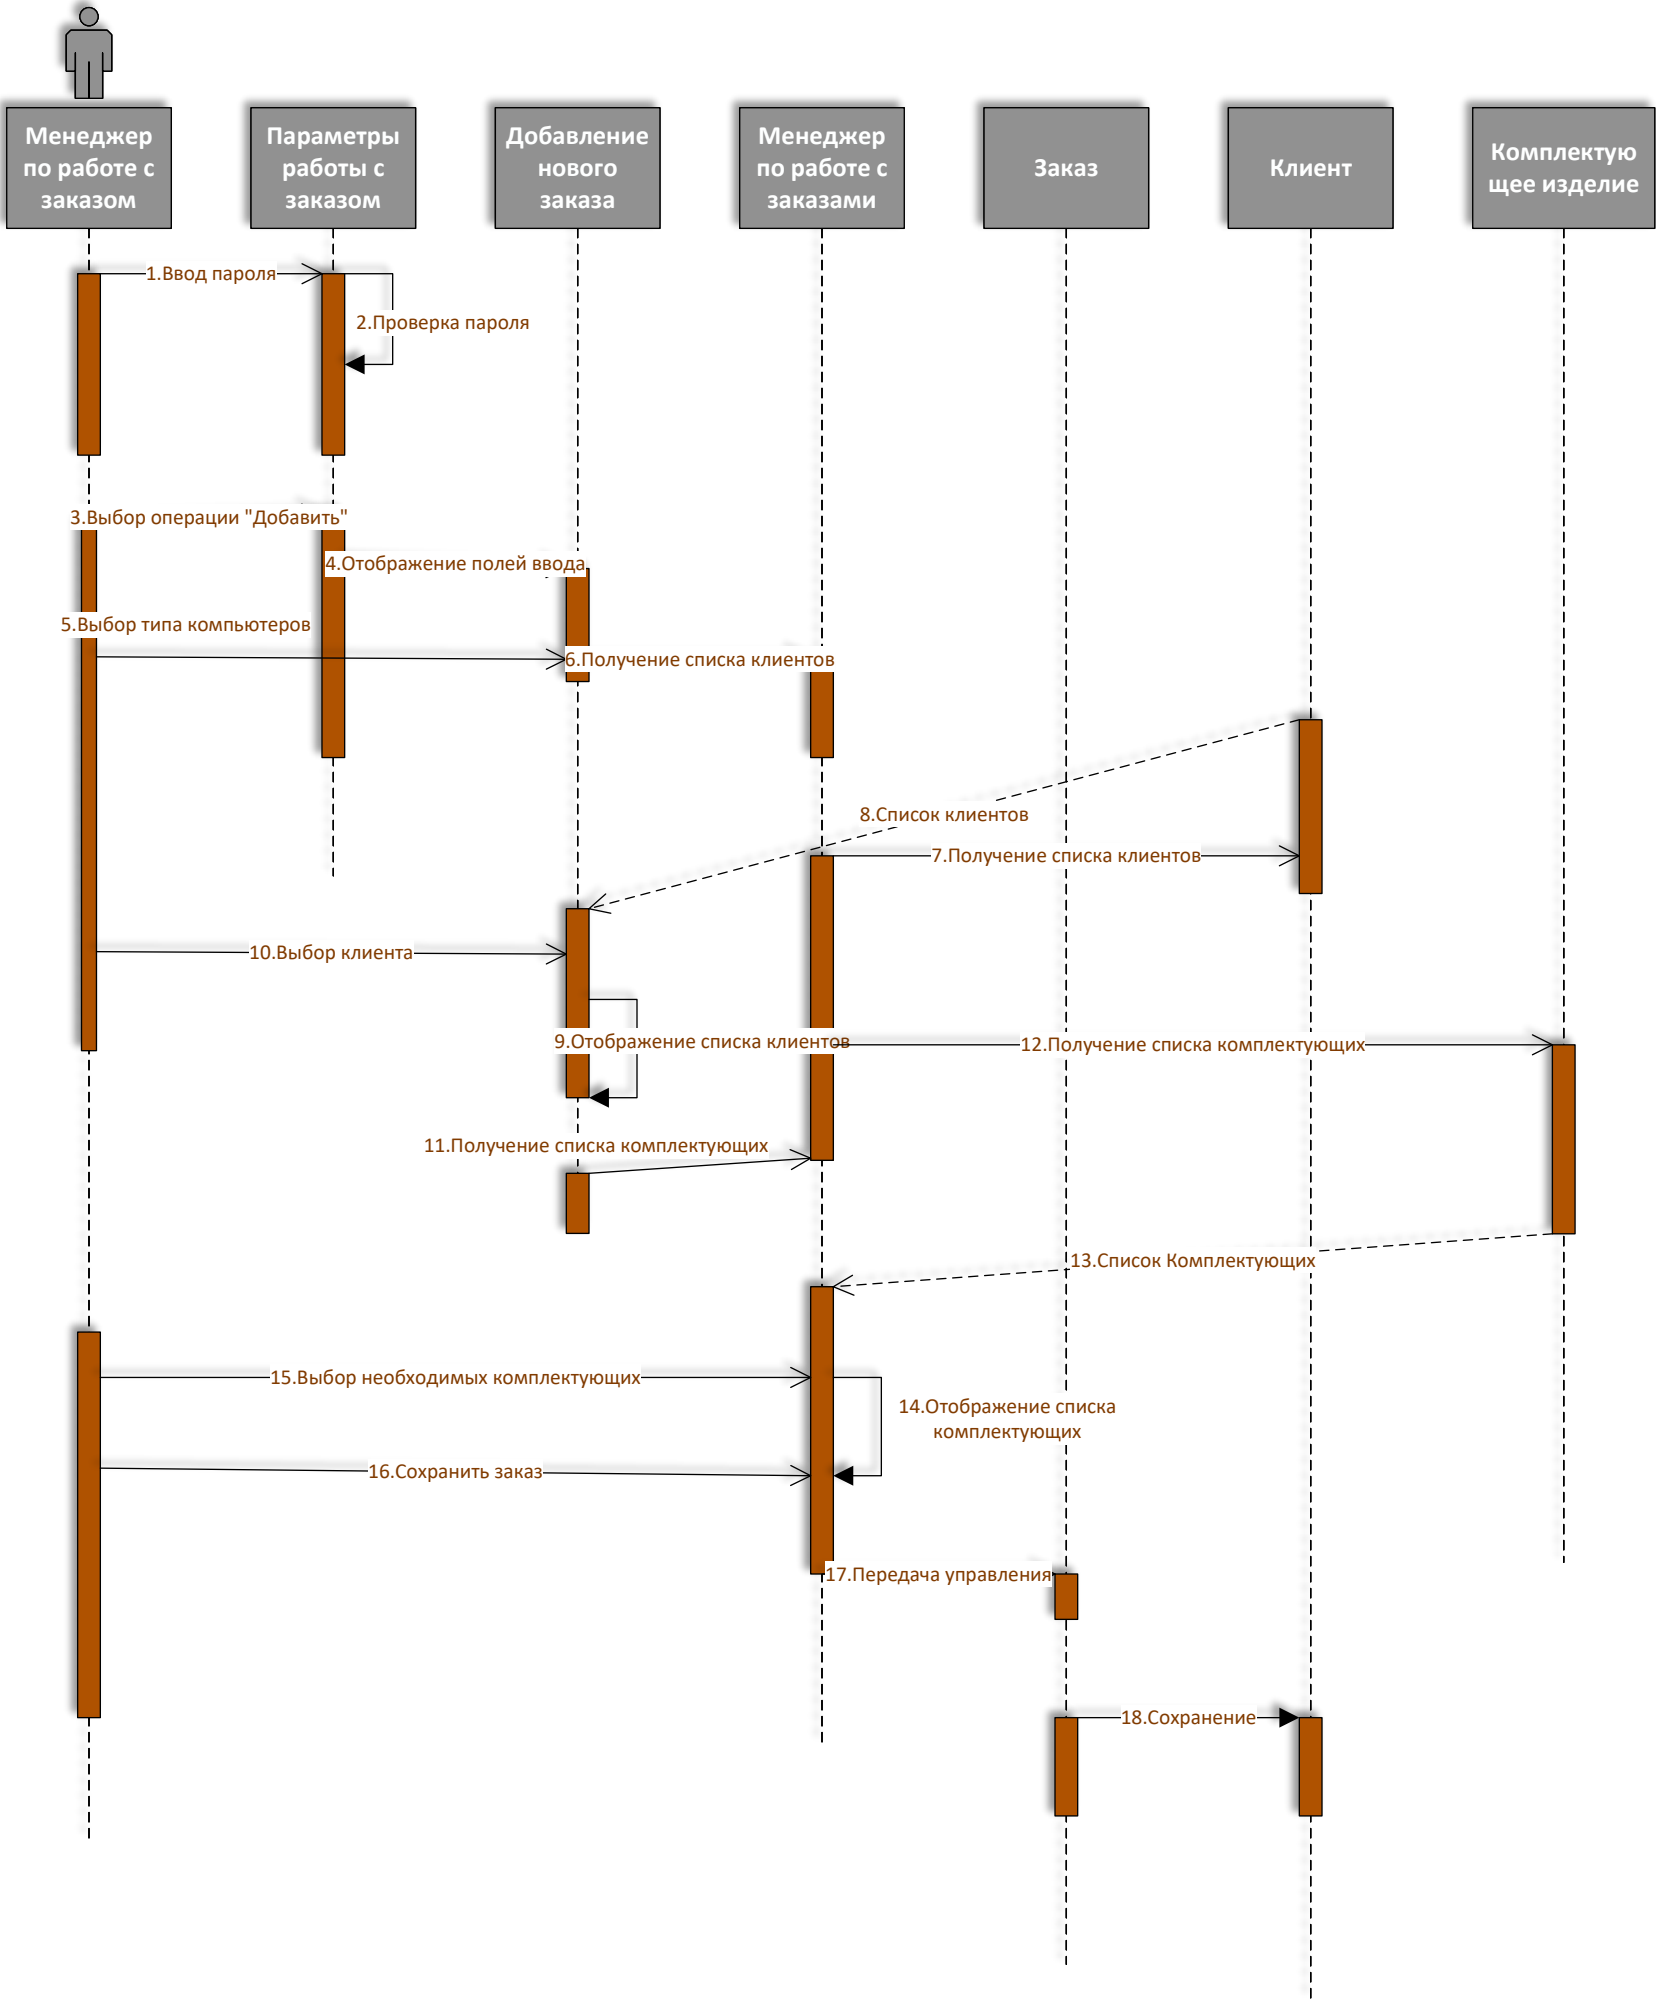 Менеджер
по работе с
заказом
Параметры
работы с
заказом
Добавление
нового
заказа
Менеджер
по работе с
заказами
Заказ
Клиент
Комплектую
щее изделие
1.Ввод пароля
2.Проверка пароля
3.Выбор операции "Добавить"
4.Отображение полей ввода
5.Выбор типа компьютеров
6.Получение списка клиентов
8.Список клиентов
7.Получение списка клиентов
10.Выбор клиента
9.Отображение списка клиентов
12.Получение списка комплектующих
11.Получение списка комплектующих
13.Список Комплектующих
15.Выбор необходимых комплектующих
14.Отображение списка
комплектующих
16.Сохранить заказ
17.Передача управления
18.Сохранение